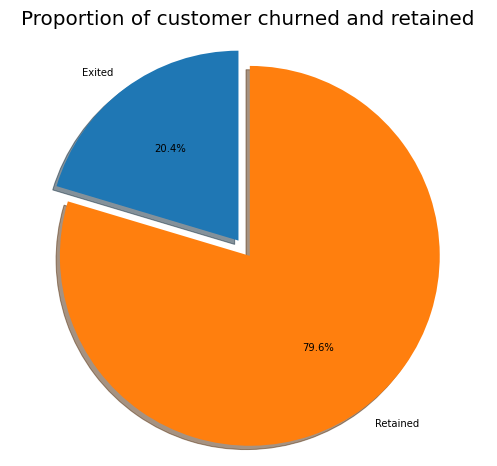 Proportion of customer churned and retained
Exited
20.4%
79.6%
Retained